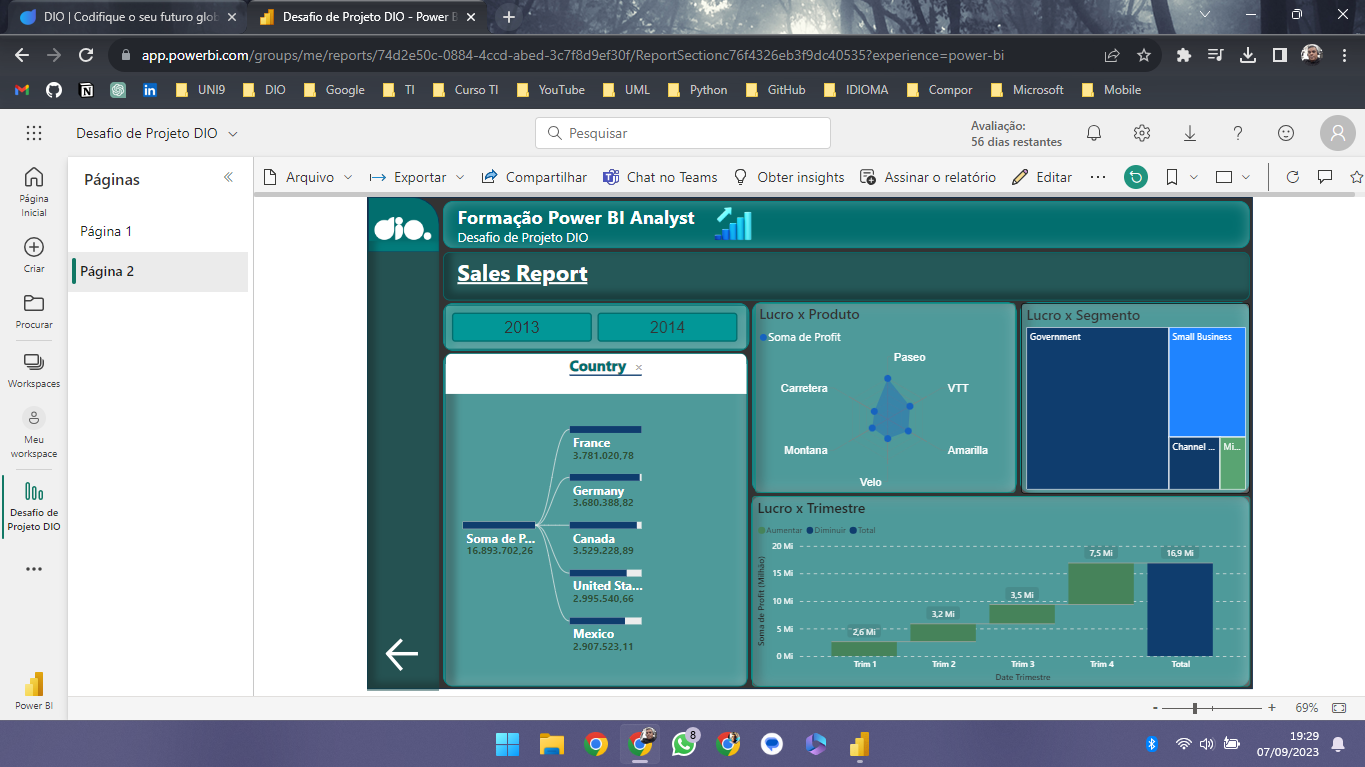 DIO | Codifique o seu futuro glob
Desafio de Projeto DIO - Power B
app.powerbi.com/groups/me/reports/74d2e50c-0884-4ccd-abed-3c7f8d9ef30f/ReportSectionc76f4326eb3f9dc40535?experience=power-bi
UNI9
DIO
Google
TI
Curso TI
YouTube
UML
Python
GitHub
IDIOMA
Compor
Microsoft
Mobile
Desafio de Projeto DIO
Pesquisar
Avaliação:
56 dias restantes
Página
Inicial
Criar
Procurar
Workspaces
Meu
workspace
Desafio de
Projeto DIO
Power BI
Páginas
Página 1
Página 2
Arquivo
Exportar
Compartilhar
Chat no Teams
Obter insights
Assinar o relatório
Editar
DIO.
Formação Power BI Analyst
Desafio de Projeto DIO
Sales Report
2013
2014
Country
Soma de P...
16.893.702,26
France
3.781.020,78
Germany
3.680.388,82
Canada
3.529.228,89
United Sta...
2.995.540,66
Mexico
2.907.523,11
Lucro x Produto
Soma de Profit
Paseo
Carretera
VTT
Montana
Amarilla
Velo
Lucro x Segmento
Government
Small Business
Channel ...
Mi...
Lucro x Trimestre
Aumentar
Diminuir
Total
Soma de Profit (Milhão)
20 Mi
15 Mi
10 Mi
5 Mi
0 Mi
2,6 Mi
3,2 Mi
3,5 Mi
7,5 Mi
16,9 Mi
Trim 1
Trim 2
Trim 3
Trim 4
Total
Date Trimestre
69%
8
19:29
07/09/2023